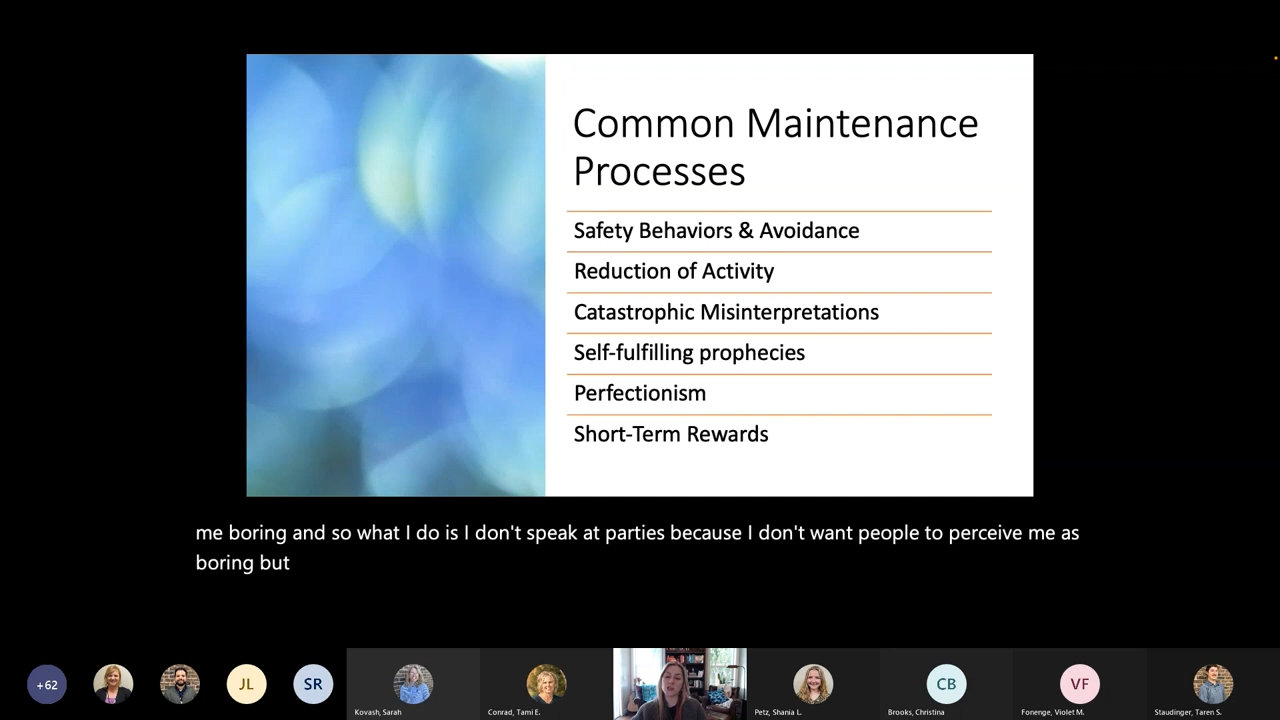 Common Maintenance
Processes
Safety Behaviors & Avoidance
Reduction of Activity
Catastrophic Misinterpretations
Self-fulfilling prophecies
Perfectionism
Short-Term Rewards
me boring and so what I do is I don't speak at parties because I don't want people to perceive me as
boring but
+62
JL
SR
CB
VF
Kovash, Sarah
Conrad, Tami E.
Petz, Shania L.
Brooks, Christina
Fonenge, Violet M.
Staudinger, Taren S.